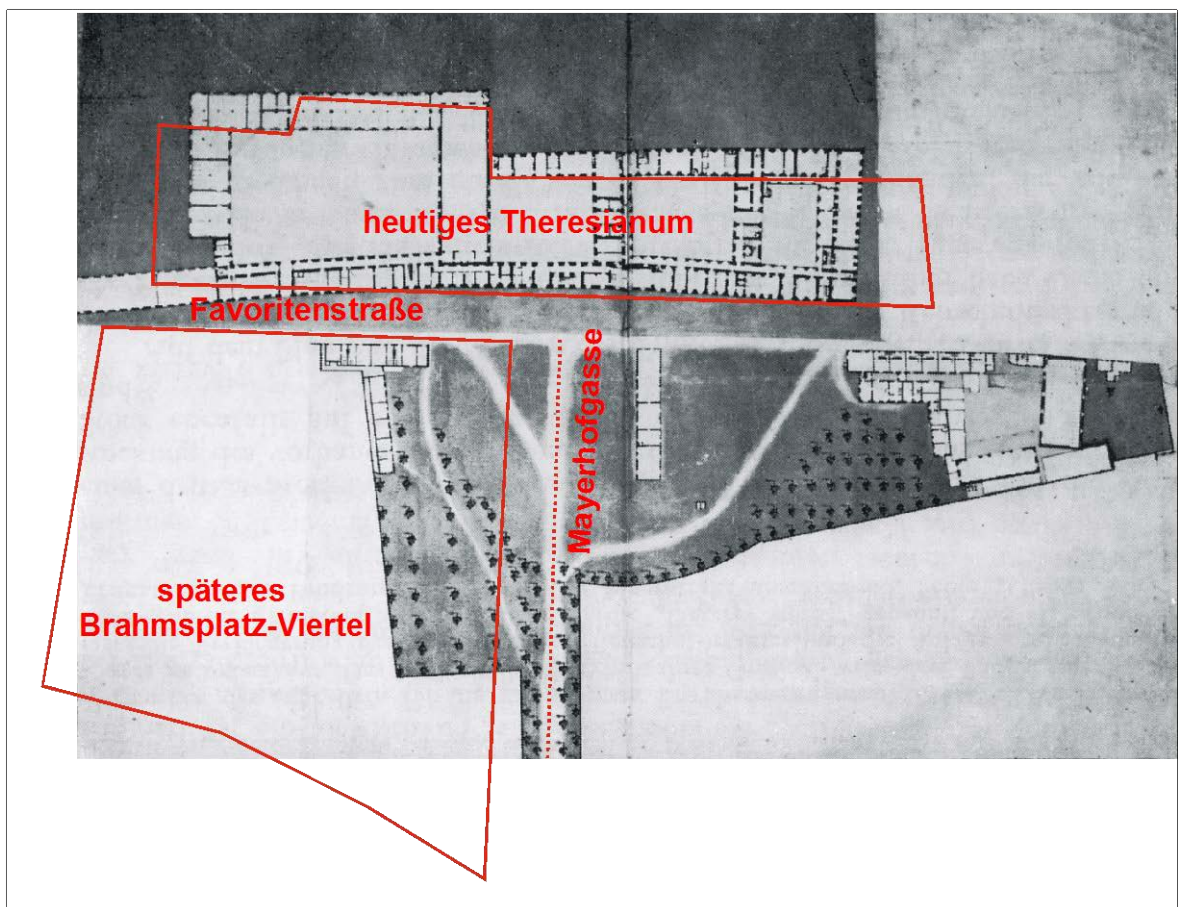 heutiges Theresianum
Favoritenstraße
Mayerhofgasse
späteres
Brahmsplatz-Viertel